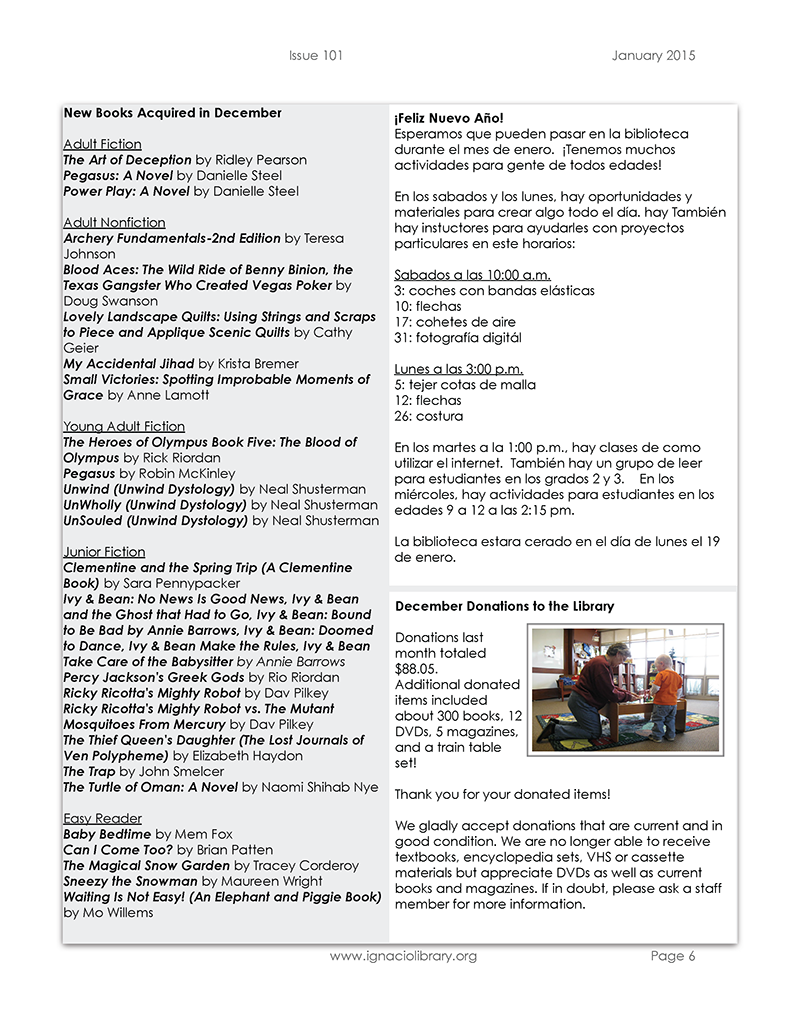 Issue 101
January 2015
New Books Acquired in December
Adult Fiction
The Art of Deception by Ridley Pearson
Pegasus: A Novel by Danielle Steel
Power Play: A Novel by Danielle Steel
Adult Nonfiction
Archery Fundamentals-2nd Edition by Teresa
Johnson
Blood Aces: The Wild Ride of Benny Binion, the
Texas Gangster Who Created Vegas Poker by
Doug Swanson
Lovely Landscape Quilts: Using Strings and Scraps
to Piece and Applique Scenic Quilts by Cathy
Geier
My Accidental Jihad by Krista Bremer
Small Victories: Spotting Improbable Moments of
Grace by Anne Lamott
Young Adult Fiction
The Heroes of Olympus Book Five: The Blood of
Olympus by Rick Riordan
Pegasus by Robin McKinley
Unwind (Unwind Dystology) by Neal Shusterman
UnWholly (Unwind Dystology) by Neal Shusterman
UnSouled (Unwind Dystology) by Neal Shusterman
Junior Fiction
Clementine and the Spring Trip (A Clementine
Book) by Sara Pennypacker
Ivy & Bean: No News Is Good News, Ivy & Bean
and the Ghost that Had to Go, Ivy & Bean: Bound
to Be Bad by Annie Barrows, Ivy & Bean: Doomed
to Dance, Ivy & Bean Make the Rules, Ivy & Bean
Take Care of the Babysitter by Annie Barrows
Percy Jackson's Greek Gods by Rio Riordan
Ricky Ricotta's Mighty Robot by Dav Pilkey
Ricky Ricotta's Mighty Robot vs. The Mutant
Mosquitoes From Mercury by Dav Pilkey
The Thief Queen's Daughter (The Lost Journals of
Ven Polypheme) by Elizabeth Haydon
The Trap by John Smelcer
The Turtle of Oman: A Novel by Naomi Shihab Nye
Easy Reader
Baby Bedtime by Mem Fox
Can I Come Too? by Brian Patten
The Magical Snow Garden by Tracey Corderoy
Sneezy the Snowman by Maureen Wright
Waiting Is Not Easy! (An Elephant and Piggie Book)
by Mo Willems
¡Feliz Nuevo Año!
Esperamos que pueden pasar en la biblioteca
durante el mes de enero.  ¡Tenemos muchos
actividades para gente de todos edades!
En los sabados y los lunes, hay oportunidades y
materiales para crear algo todo el día. hay También
hay instuctores para ayudarles con proyectos
particulares en este horarios:
Sabados a las 10:00 a.m.
3: coches con bandas elásticas
10: flechas
17: cohetes de aire
31: fotografía digitál
Lunes a las 3:00 p.m.
5: tejer cotas de malla
12: flechas
26: costura
En los martes a la 1:00 p.m., hay clases de como
utilizar el internet.  También hay un grupo de leer
para estudiantes en los grados 2 y 3.    En los
miércoles, hay actividades para estudiantes en los
edades 9 a 12 a las 2:15 pm.
La biblioteca estara cerado en el día de lunes el 19
de enero.
December Donations to the Library
Donations last
month totaled
$88.05.
Additional donated
items included
about 300 books, 12
DVDs, 5 magazines,
and a train table
set!
Thank you for your donated items!
We gladly accept donations that are current and in
good condition. We are no longer able to receive
textbooks, encyclopedia sets, VHS or cassette
materials but appreciate DVDs as well as current
books and magazines. If in doubt, please ask a staff
member for more information.
www.ignaciolibrary.org
Page 6